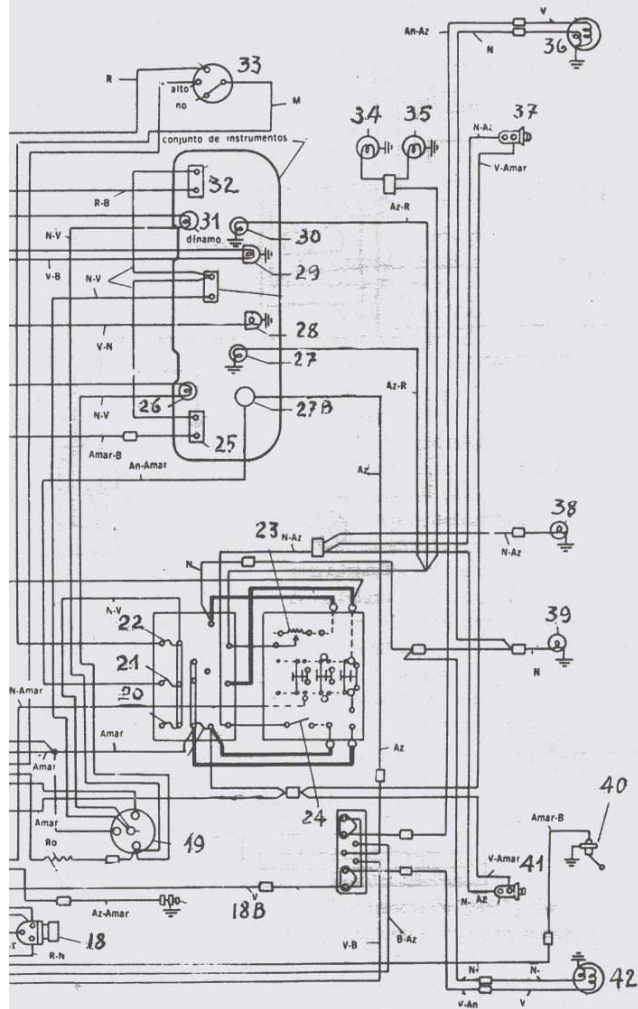 V
An-Az
N
36
R
33
alto
no
M
34
35
37
N-Az
V-Amar
conjunto de instrumentos
32
R-B
Az-R
31
dinamo
30
N-V
29
V-B
N-V
28
V-N
27
Az-R
26
N-V
27B
25
Amar-B
An-Amar
Az
23
N-Az
38
N-Az
N
N-V
22
39
21
N
N-Amar
20
Amar
Az
Amar
24
40
Amar
Amar-B
Ro
19
V-Amar
41
N-
Az
V
18B
Az-Amar
B-Az
18
V-B
R-N
N-
N-
42
V-An
V